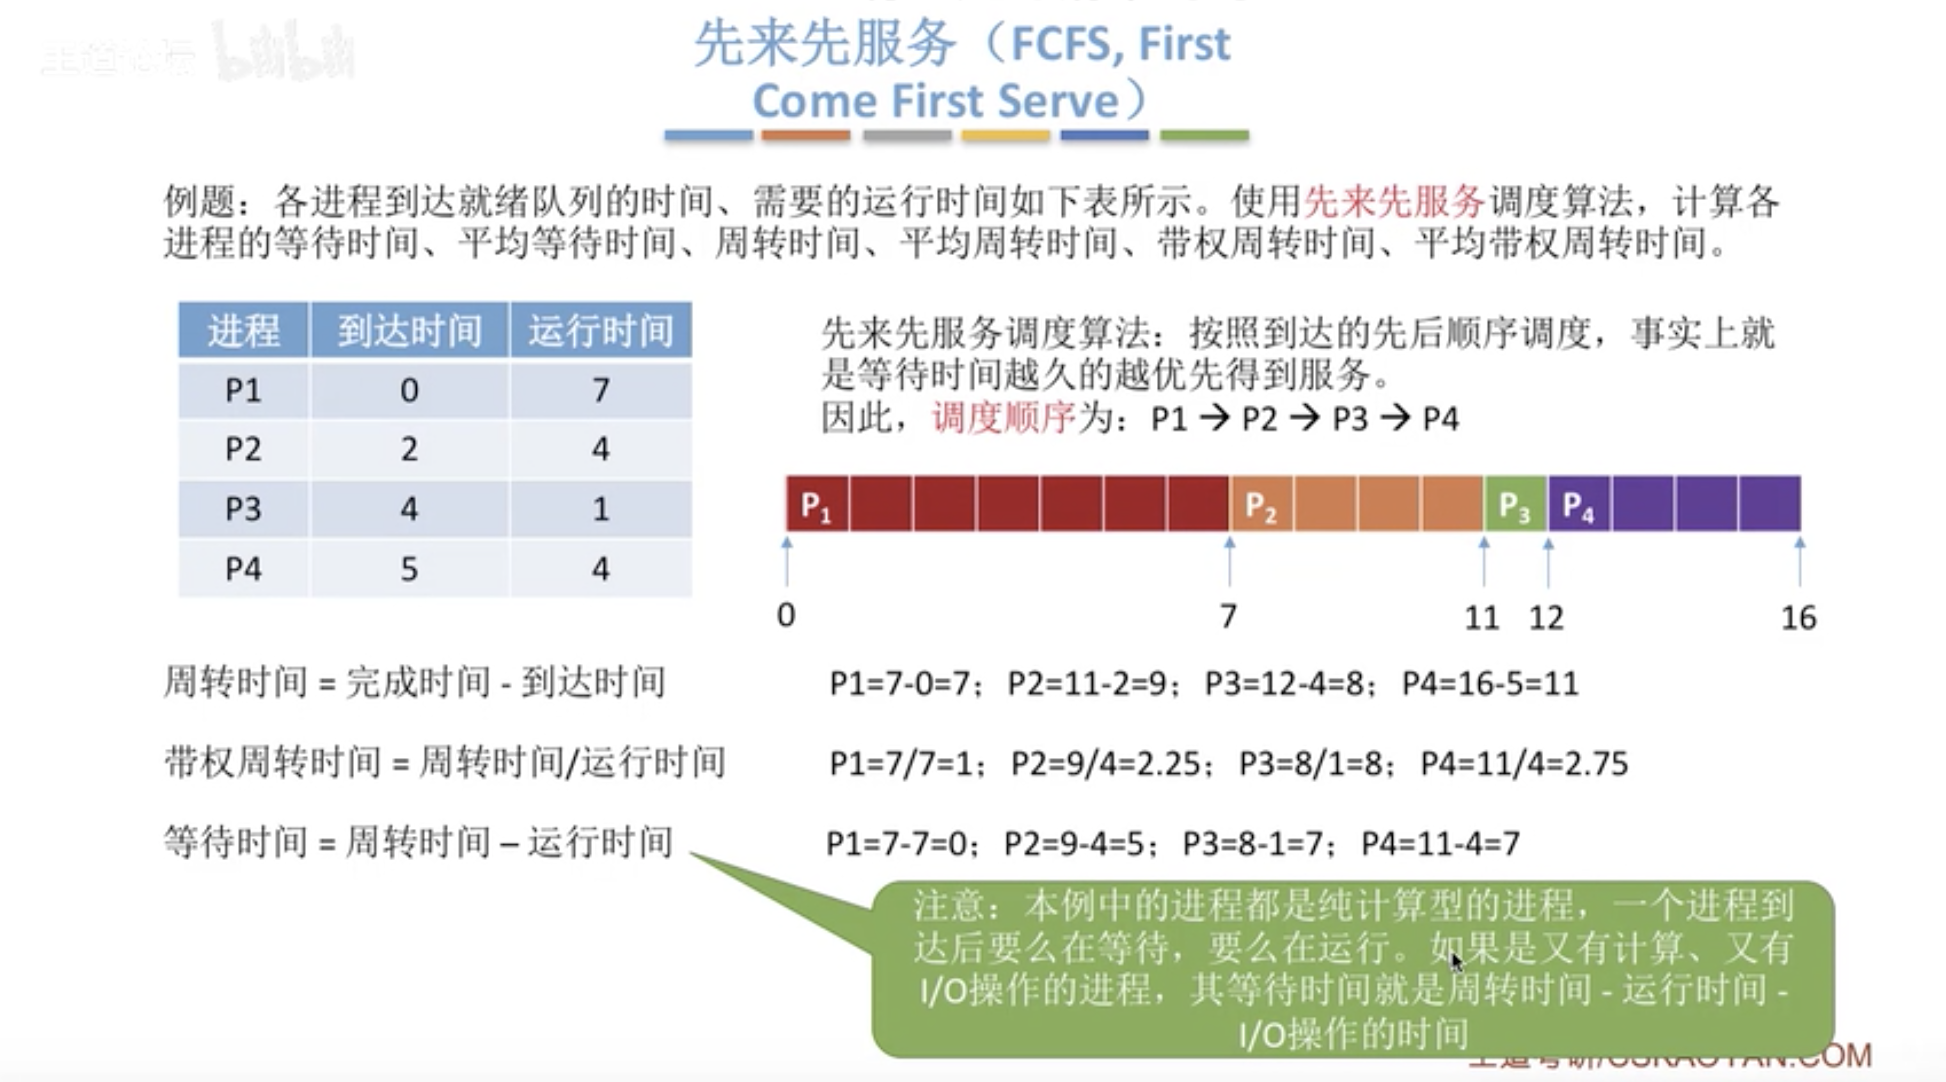 先来先服务（FCFS, First
Come First Serve）
例题：各进程到达就绪队列的时间、需要的运行时间如下表所示。使用先来先服务调度算法，计算各
进程的等待时间、平均等待时间、周转时间、平均周转时间、带权周转时间、平均带权周转时间。
进程 到达时间 运行时间
P1 0 7
P2 2 4
P3 4 1
P4 5 4
先来先服务调度算法：按照到达的先后顺序调度，事实上就
是等待时间越久的越优先得到服务。
因此，调度顺序为：P1 → P2 → P3 → P4
P₁ P₂ P₃ P₄
0 7 11 12 16
周转时间 = 完成时间 - 到达时间
P1=7-0=7；P2=11-2=9；P3=12-4=8；P4=16-5=11
带权周转时间 = 周转时间/运行时间
P1=7/7=1；P2=9/4=2.25；P3=8/1=8；P4=11/4=2.75
等待时间 = 周转时间 – 运行时间
P1=7-7=0；P2=9-4=5；P3=8-1=7；P4=11-4=7
注意：本例中的进程都是纯计算型的进程，一个进程到
达后要么在等待，要么在运行。如果是又有计算、又有
I/O操作的进程，其等待时间就是周转时间 - 运行时间 -
I/O操作的时间
王道考研/CSKAOYAN.COM